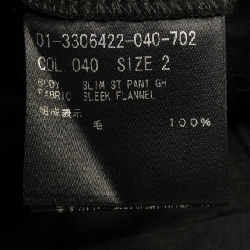 01-3306422-040-702
COL.040 SIZE 2
BODY SLIM ST PANT GH
FABRIC SLEEK FLANNEL
組成表示
毛 100%